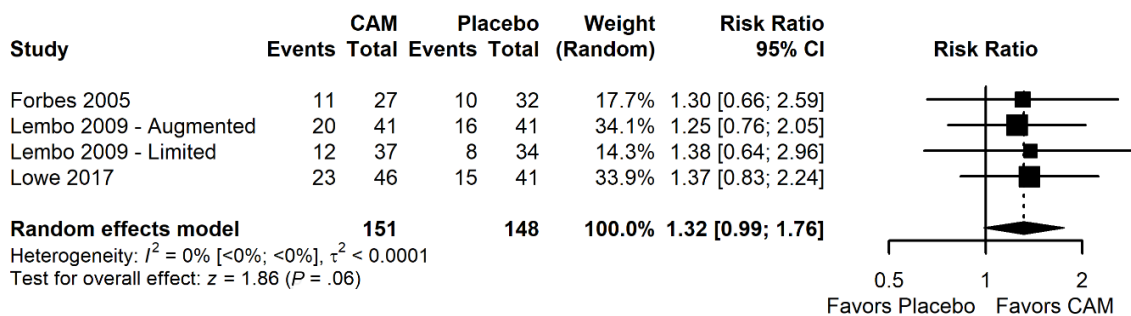 CAM Placebo Weight Risk Ratio
Study Events Total Events Total (Random) 95% CI Risk Ratio
Forbes 2005 11 27 10 32 17.7% 1.30 [0.66; 2.59]
Lembo 2009 - Augmented 20 41 16 41 34.1% 1.25 [0.76; 2.05]
Lembo 2009 - Limited 12 37 8 34 14.3% 1.38 [0.64; 2.96]
Lowe 2017 23 46 15 41 33.9% 1.37 [0.83; 2.24]
Random effects model 151 148 100.0% 1.32 [0.99; 1.76]
Heterogeneity: I² = 0% [<0%; <0%], τ² < 0.0001
Test for overall effect: z = 1.86 (P = .06)
0.5 1 2
Favors Placebo Favors CAM